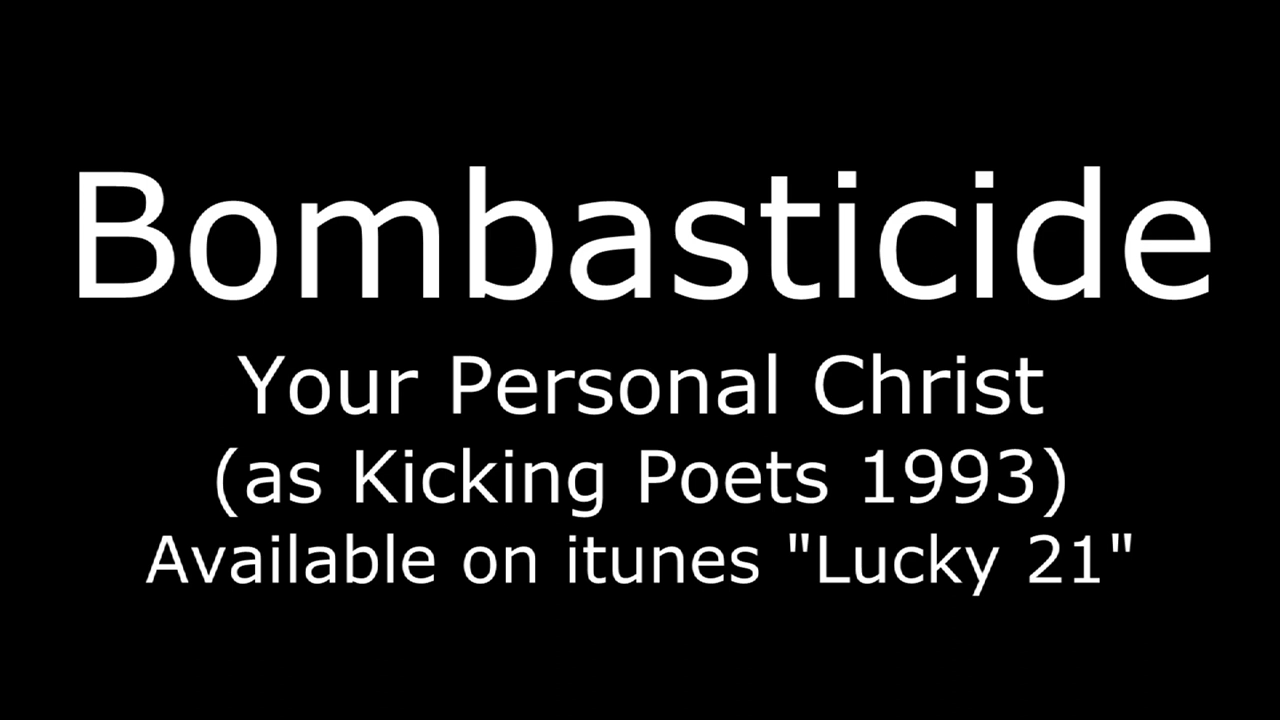 Bombasticide
Your Personal Christ
(as Kicking Poets 1993)
Available on itunes "Lucky 21"